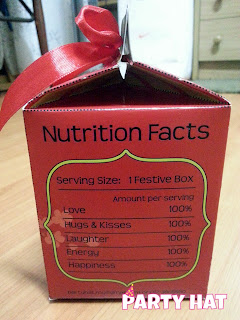 Nutrition Facts
Serving Size: 1 Festive Box
Amount per serving
Love 100%
Hugs & Kisses 100%
Laughter 100%
Energy 100%
Happiness 100%
PARTY HAT